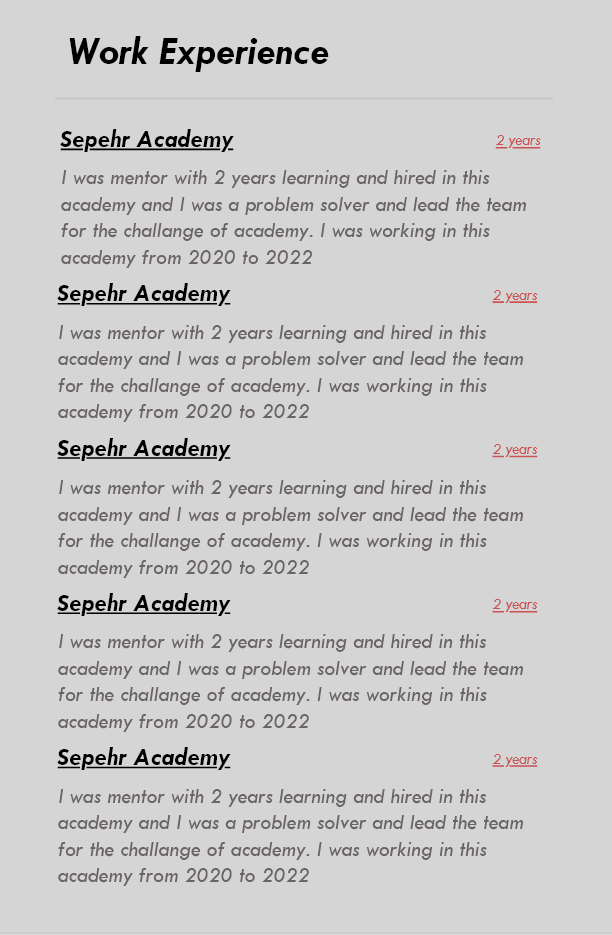 Work Experience
Sepehr Academy 2 years
I was mentor with 2 years learning and hired in this
academy and I was a problem solver and lead the team
for the challange of academy. I was working in this
academy from 2020 to 2022
Sepehr Academy 2 years
I was mentor with 2 years learning and hired in this
academy and I was a problem solver and lead the team
for the challange of academy. I was working in this
academy from 2020 to 2022
Sepehr Academy 2 years
I was mentor with 2 years learning and hired in this
academy and I was a problem solver and lead the team
for the challange of academy. I was working in this
academy from 2020 to 2022
Sepehr Academy 2 years
I was mentor with 2 years learning and hired in this
academy and I was a problem solver and lead the team
for the challange of academy. I was working in this
academy from 2020 to 2022
Sepehr Academy 2 years
I was mentor with 2 years learning and hired in this
academy and I was a problem solver and lead the team
for the challange of academy. I was working in this
academy from 2020 to 2022